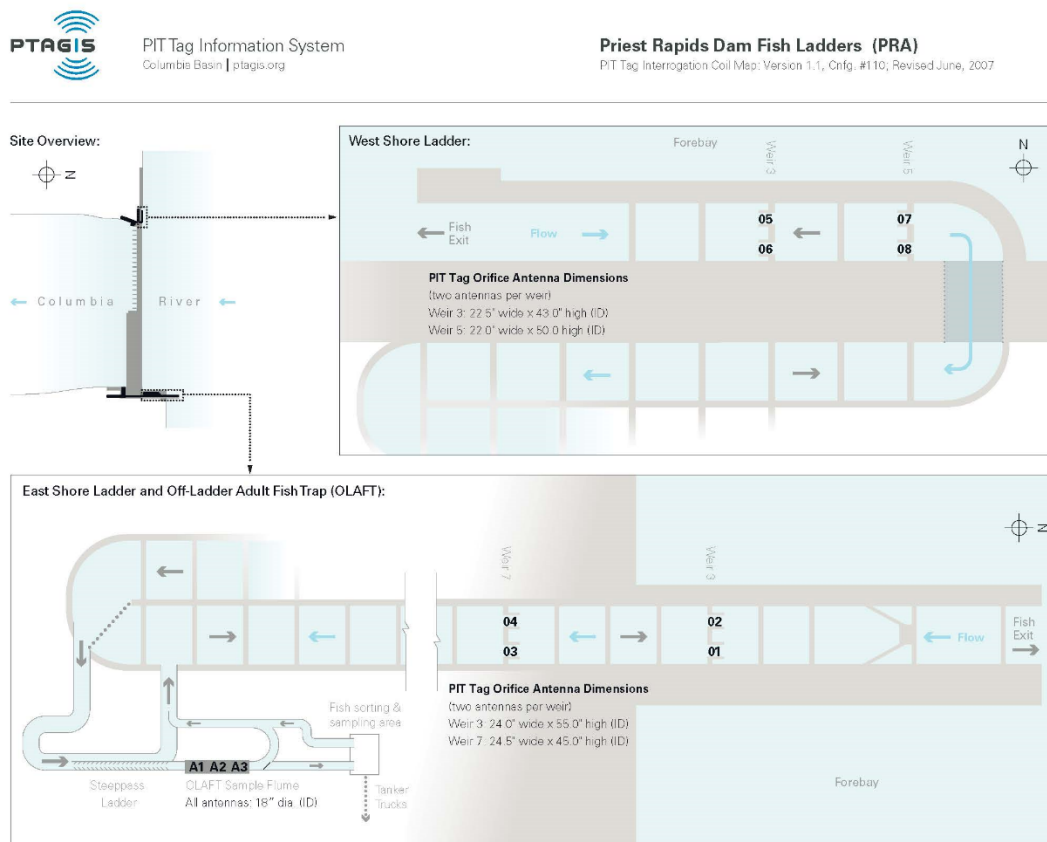 PTAGIS
PIT Tag Information System
Columbia Basin | ptagis.org
Priest Rapids Dam Fish Ladders (PRA)
PIT Tag Interrogation Coil Map: Version 1.1, Cnfg. #110; Revised June, 2007
Site Overview:
N
Columbia River
West Shore Ladder:
Forebay
Weir 3
Weir 5
N
Fish
Exit
Flow
05
06
07
08
PIT Tag Orifice Antenna Dimensions
(two antennas per weir)
Weir 3: 22.5" wide x 43.0" high (ID)
Weir 5: 22.0" wide x 50.0 high (ID)
East Shore Ladder and Off-Ladder Adult Fish Trap (OLAFT):
N
Weir 7
Weir 3
04
03
02
01
Flow
Fish
Exit
PIT Tag Orifice Antenna Dimensions
(two antennas per weir)
Weir 3: 24.0" wide x 55.0" high (ID)
Weir 7: 24.5" wide x 45.0" high (ID)
Fish sorting &
sampling area
A1 A2 A3
Steeppass
Ladder
OLAFT Sample Flume
All antennas: 18" dia. (ID)
Tanker
Trucks
Forebay